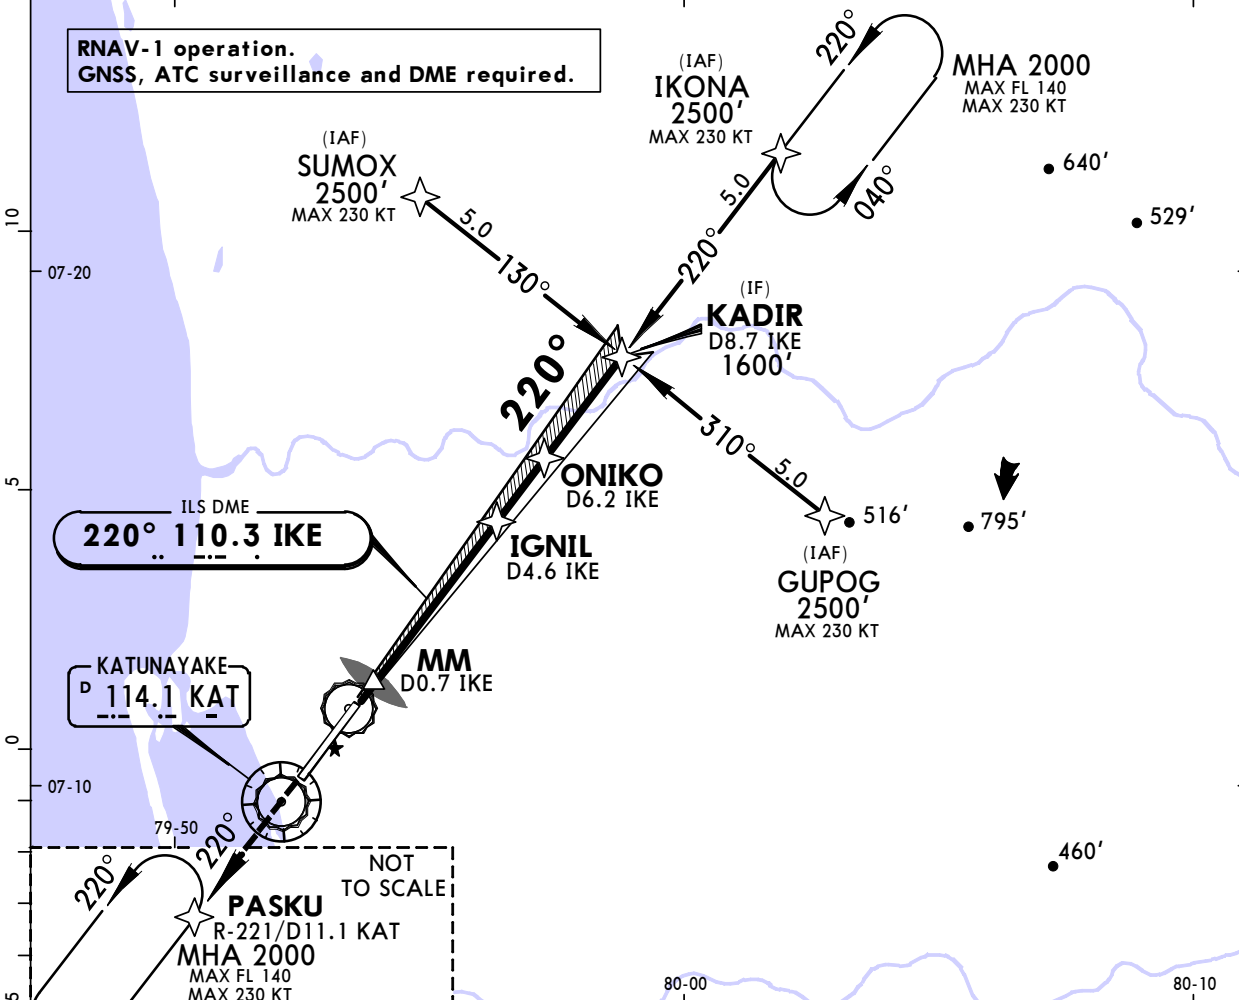 RNAV-1 operation.
GNSS, ATC surveillance and DME required.
220°
(IAF)
IKONA
2500'
MAX 230 KT
MHA 2000
MAX FL 140
MAX 230 KT
640'
(IAF)
SUMOX
2500'
MAX 230 KT
5.0
040°
529'
10
5.0
07-20
130°
220°
(IF)
KADIR
D8.7 IKE
1600'
220°
310°
5.0
5
ONIKO
D6.2 IKE
516'
795'
ILS DME
220° 110.3 IKE
IGNIL
D4.6 IKE
(IAF)
GUPOG
2500'
MAX 230 KT
KATUNAYAKE
D 114.1 KAT
MM
D0.7 IKE
0
07-10
79-50
220°
460'
220°
NOT
TO SCALE
PASKU
R-221/D11.1 KAT
MHA 2000
MAX FL 140
MAX 230 KT
80-00
80-10
5